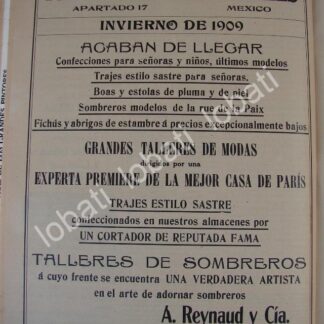 APARTADO 17 MEXICO
INVIERNO DE 1909
ACABAN DE LLEGAR
Confecciones para señoras y niños, últimos modelos
Trajes estilo sastre para señoras.
Boas y estolas de pluma y de piel
Sombreros modelos de la rue de la Paix
Fichús y abrigos de estambre á precios excepcionalmente bajos
GRANDES TALLERES DE MODAS
dirigidos por una
EXPERTA PREMIERE DE LA MEJOR CASA DE PARÍS
TRAJES ESTILO SASTRE
confeccionados en nuestros almacenes por
UN CORTADOR DE REPUTADA FAMA
TALLERES DE SOMBREROS
á cuyo frente se encuentra UNA VERDADERA ARTISTA
en el arte de adornar sombreros
A. Reynaud y Cía.
lobati lobati lobati
GRANDES PINTORES